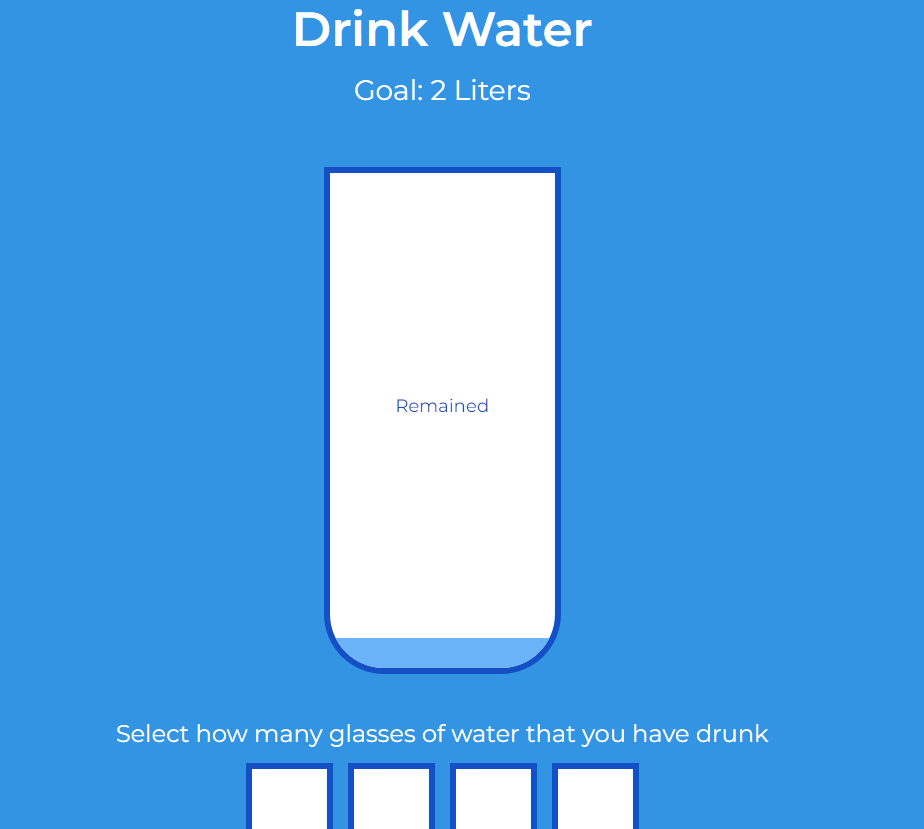 Drink Water
Goal: 2 Liters
Remained
Select how many glasses of water that you have drunk